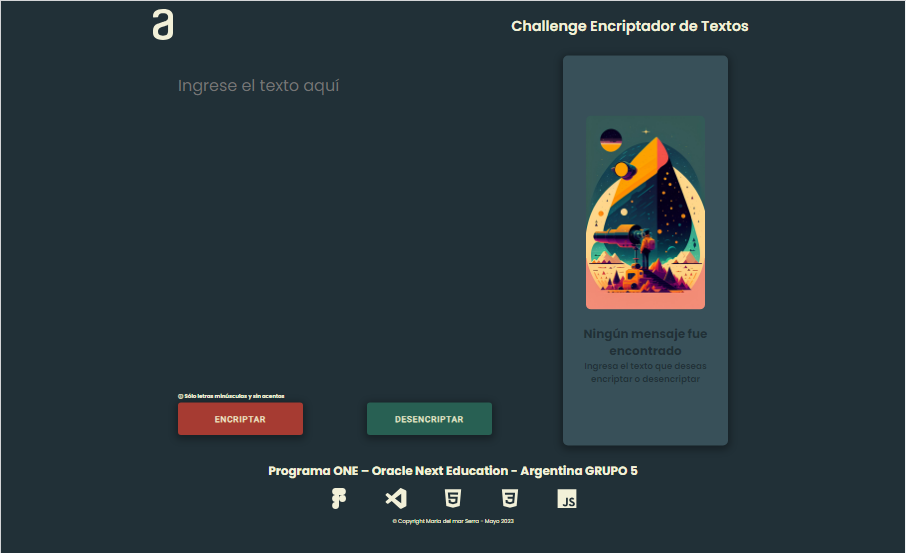 a
Challenge Encriptador de Textos
Ingrese el texto aquí
Ningún mensaje fue
encontrado
Ingresa el texto que deseas
encriptar o desencriptar
Sólo letras minúsculas y sin acentos
ENCRIPTAR
DESENCRIPTAR
Programa ONE – Oracle Next Education - Argentina GRUPO 5
5
3
JS
© Copyright Maria del mar Serra - Mayo 2023